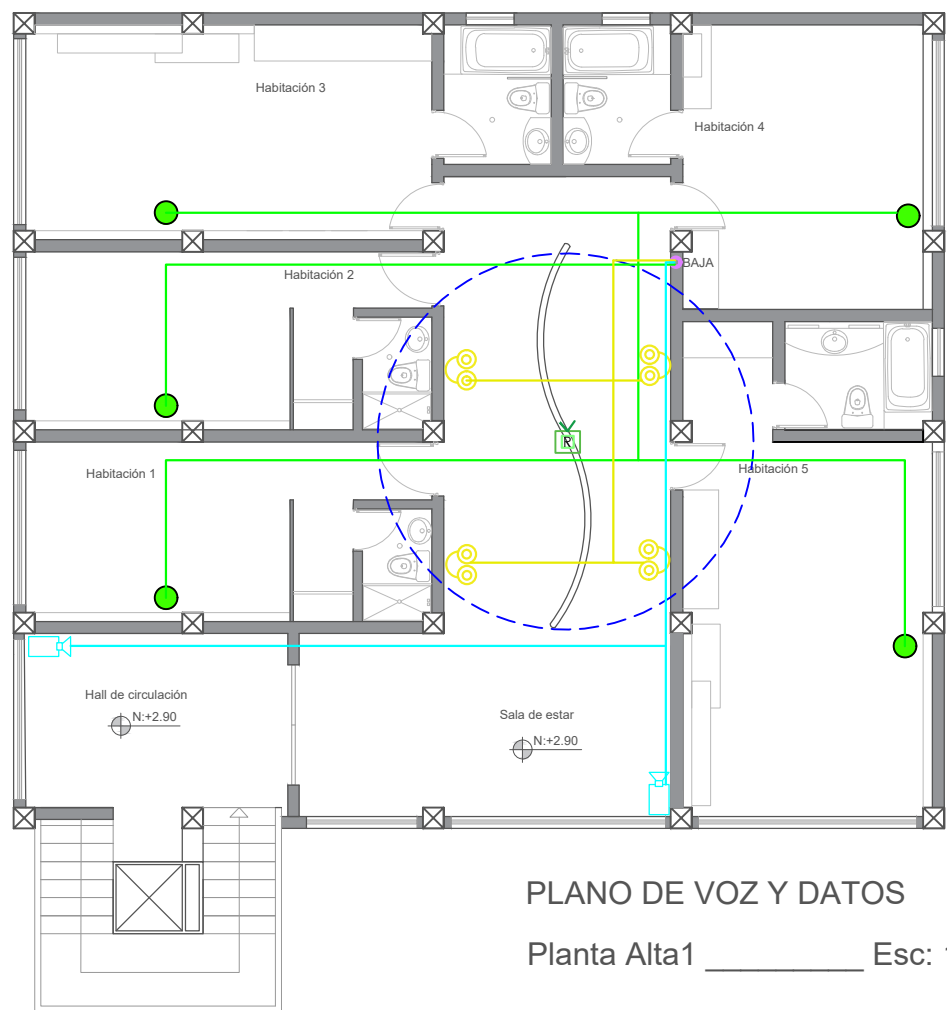 Habitación 3
Habitación 4
BAJA
Habitación 2
R
Habitación 1
Habitación 5
Hall de circulación
N:+2.90
Sala de estar
N:+2.90
PLANO DE VOZ Y DATOS
Planta Alta1 _________ Esc: